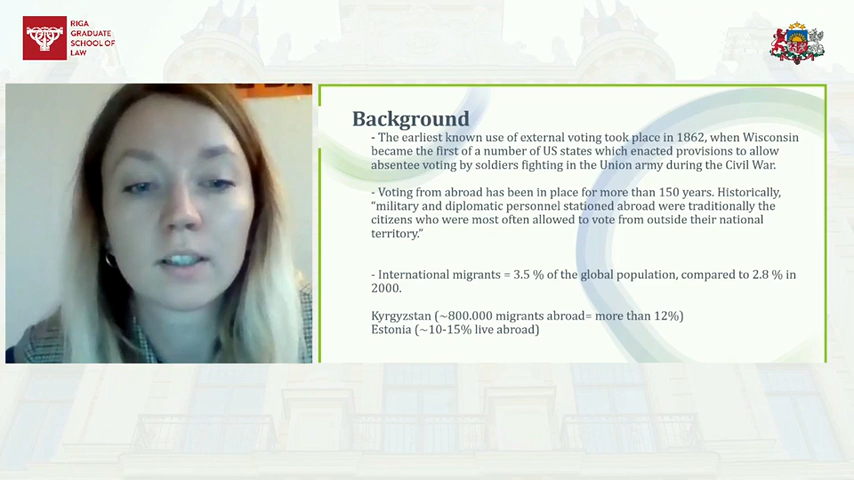 RIGA
GRADUATE
SCHOOL OF
LAW
Background
- The earliest known use of external voting took place in 1862, when Wisconsin
became the first of a number of US states which enacted provisions to allow
absentee voting by soldiers fighting in the Union army during the Civil War.
- Voting from abroad has been in place for more than 150 years. Historically,
“military and diplomatic personnel stationed abroad were traditionally the
citizens who were most often allowed to vote from outside their national
territory.”
- International migrants = 3.5 % of the global population, compared to 2.8 % in
2000.
Kyrgyzstan (~800.000 migrants abroad= more than 12%)
Estonia (~10-15% live abroad)